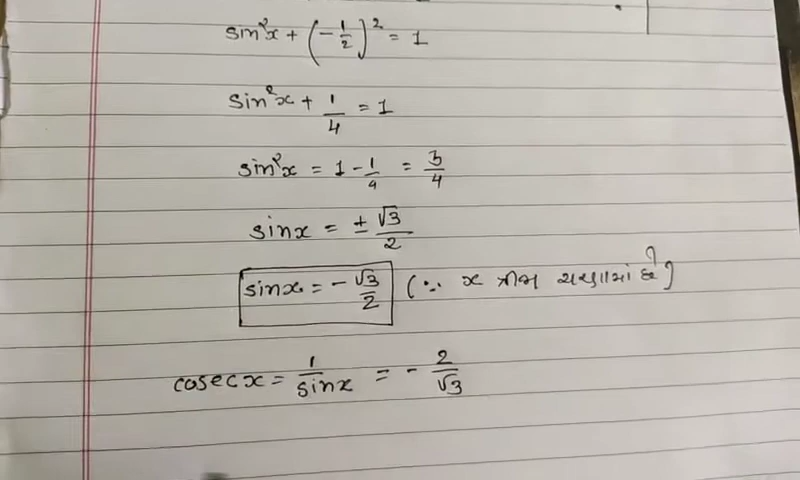 sin²x + (-1/2)² = 1
sin²x + 1/4 = 1
sin²x = 1 - 1/4 = 3/4
sinx = ± √3/2
sinx = - √3/2 (∵ x ત્રીજા ચરણમાં છે)
cosecx = 1/sinx = - 2/√3